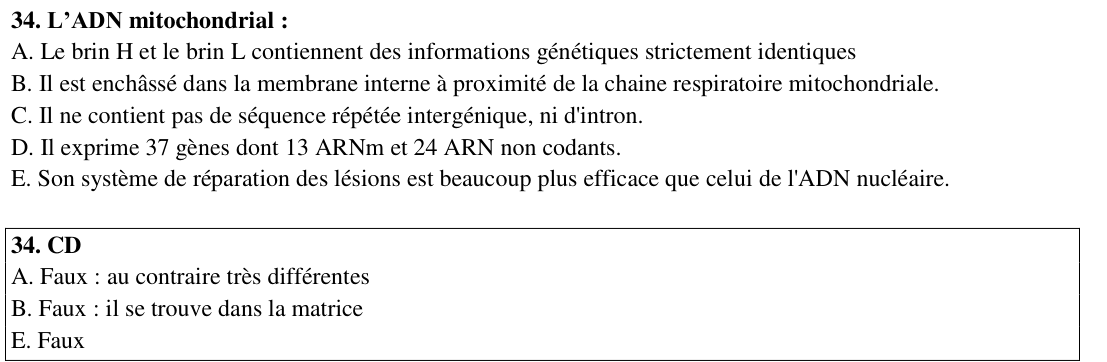 34. L’ADN mitochondrial :
A. Le brin H et le brin L contiennent des informations génétiques strictement identiques
B. Il est enchâssé dans la membrane interne à proximité de la chaine respiratoire mitochondriale.
C. Il ne contient pas de séquence répétée intergénique, ni d'intron.
D. Il exprime 37 gènes dont 13 ARNm et 24 ARN non codants.
E. Son système de réparation des lésions est beaucoup plus efficace que celui de l'ADN nucléaire.
34. CD
A. Faux : au contraire très différentes
B. Faux : il se trouve dans la matrice
E. Faux